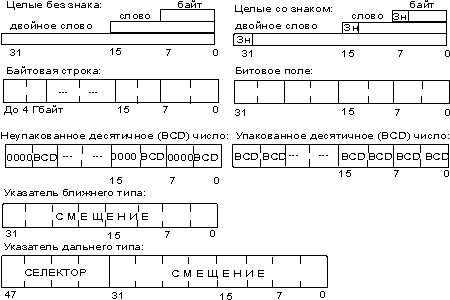 Целые без знака: байт
слово
двойное слово
31 15 7 0
Целые со знаком: байт
слово Зн
двойное слово Зн
Зн
31 15 7 0
Байтовая строка:
--- ---
До 4 Гбайт 15 7 0
Битовое поле:
31 15 7 0
Неупакованное десятичное (BCD) число:
0000 BCD --- --- 0000 BCD 0000 BCD
15 7 0
Упакованное десятичное (BCD) число:
BCD BCD --- --- BCD BCD BCD BCD
15 7 0
Указатель ближнего типа:
СМЕЩЕНИЕ
31 15 7 0
Указатель дальнего типа:
СЕЛЕКТОР СМЕЩЕНИЕ
47 31 15 7 0